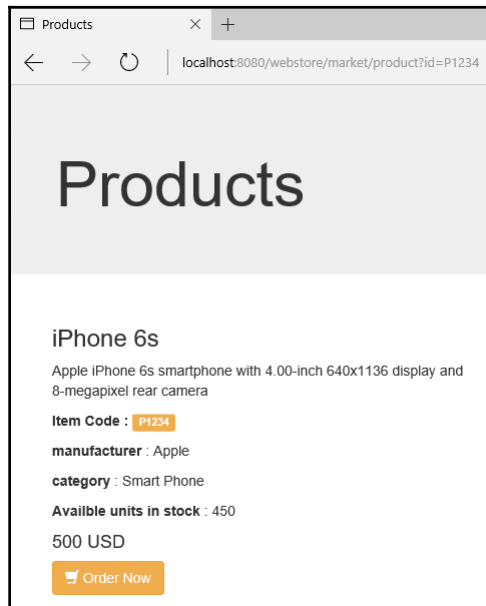 Products
localhost:8080/webstore/market/product?id=P1234
Products
iPhone 6s
Apple iPhone 6s smartphone with 4.00-inch 640x1136 display and
8-megapixel rear camera
Item Code : P1234
manufacturer : Apple
category : Smart Phone
Availble units in stock : 450
500 USD
Order Now